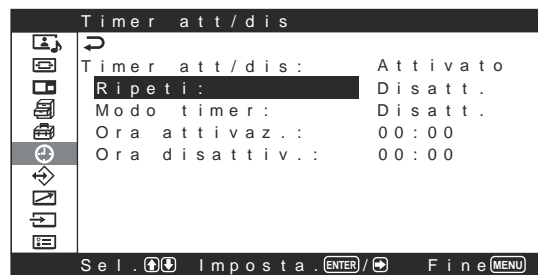 Timer att/dis
Timer att/dis: Attivato
Ripeti: Disatt.
Modo timer: Disatt.
Ora attivaz.: 00:00
Ora disattiv.: 00:00
Sel. Imposta. ENTER / Fine MENU